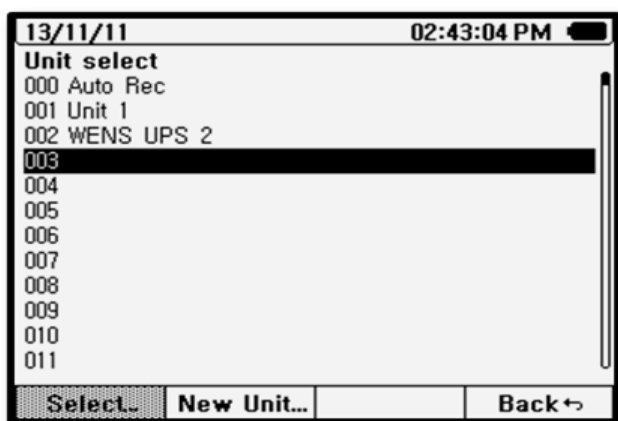 13/11/11 02:43:04 PM
Unit select
000 Auto Rec
001 Unit 1
002 WENS UPS 2
003
004
005
006
007
008
009
010
011
Select.. New Unit... Back